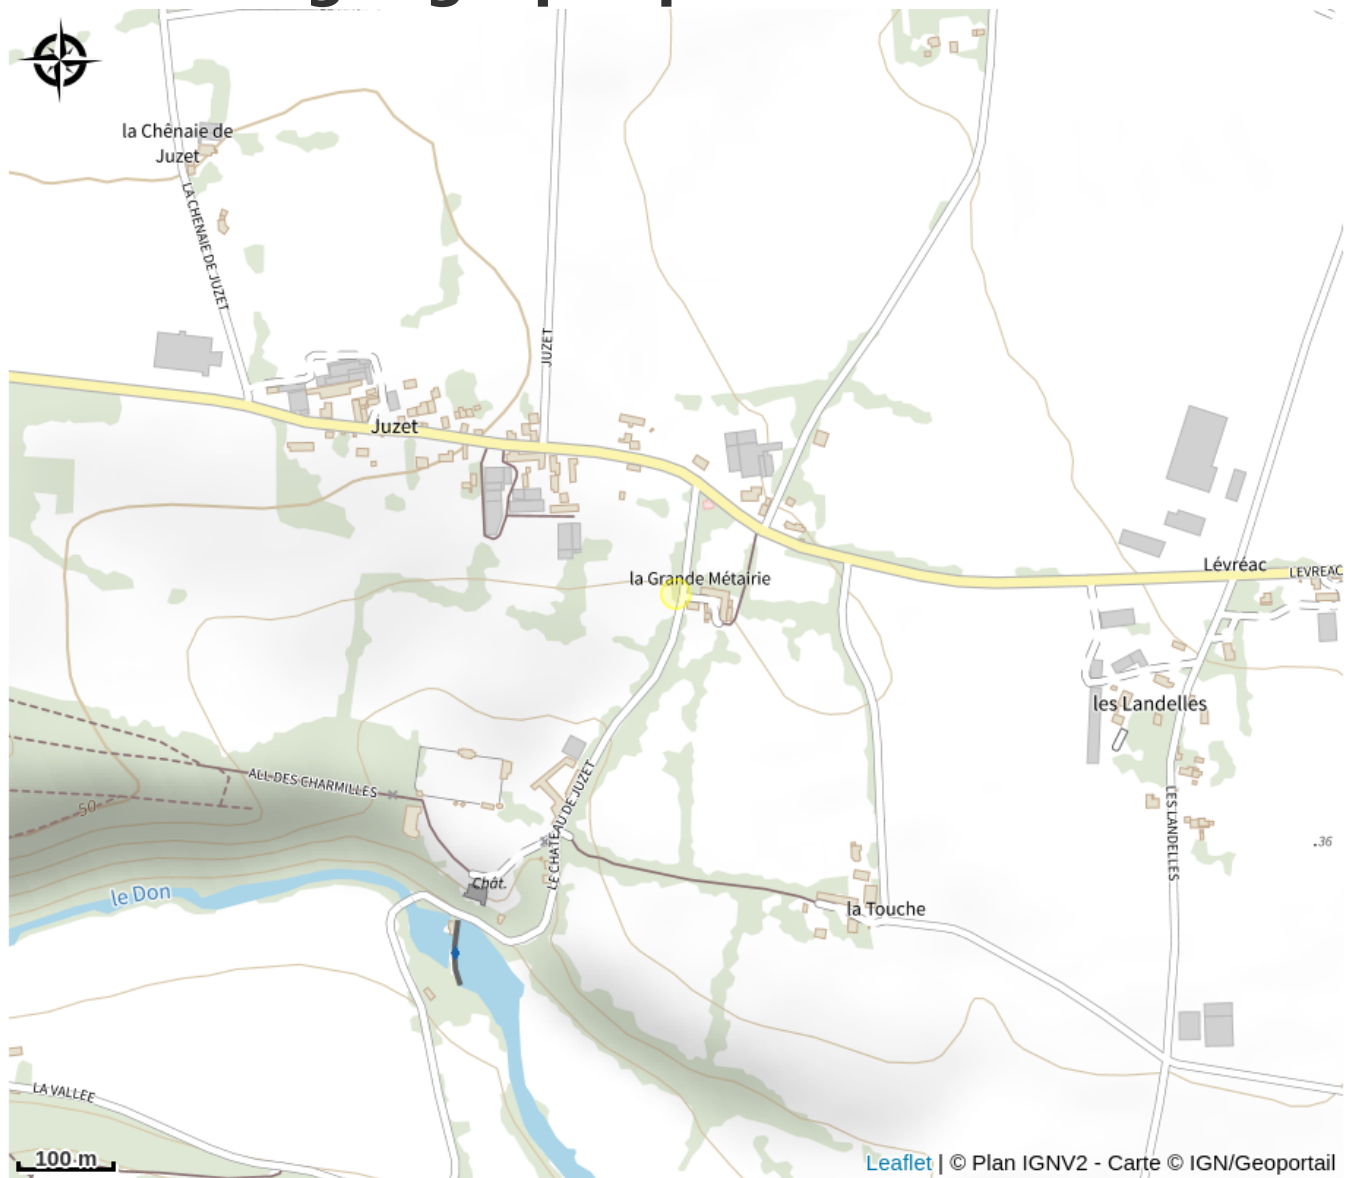 la Chênaie de
Juzet
LA CHENAIE DE JUZET
JUZET
Juzet
la Grande Métairie
Lévréac
LEVREAC
les Landelles
ALL DES CHARMILLES
50
LE CHATEAU DE JUZET
LES LANDELLES
.36
Chât.
le Don
la Touche
LA VALLEE
100 m
Leaflet | © Plan IGNV2 - Carte © IGN/Geoportail